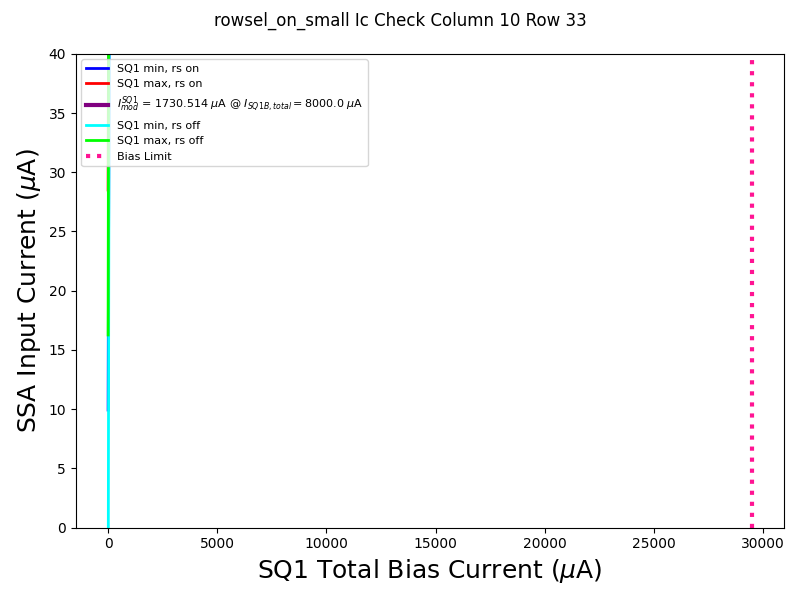 rowsel_on_small Ic Check Column 10 Row 33
40
35
30
25
20
15
10
5
0
SSA Input Current (μA)
SQ1 min, rs on
SQ1 max, rs on
I_{mod}^{SQ1} = 1730.514 μA @ I_{SQ1B,total} = 8000.0 μA
SQ1 min, rs off
SQ1 max, rs off
Bias Limit
0 5000 10000 15000 20000 25000 30000
SQ1 Total Bias Current (μA)